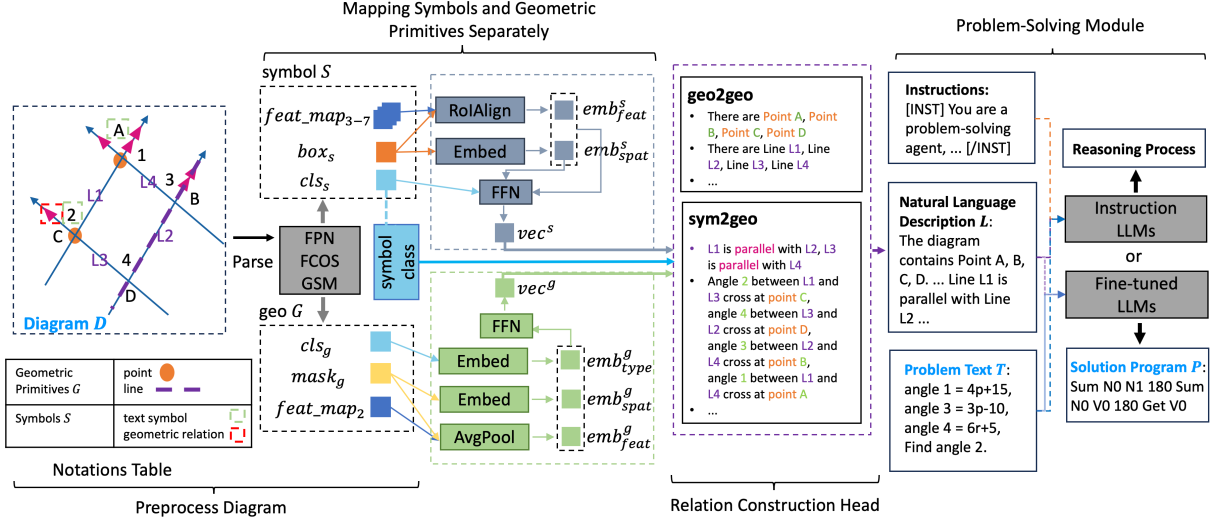 Mapping Symbols and Geometric
Primitives Separately
Problem-Solving Module
symbol S
feat_map3-7
box_s
cls_s
RoIAlign
Embed
FFN
emb^s_feat
emb^s_spat
vec^s
A
1
L1
L4
3
B
2
C
L2
L3
4
D
Diagram D
Parse
FPN
FCOS
GSM
symbol
class
geo G
cls_g
mask_g
feat_map2
vec^g
FFN
Embed
Embed
AvgPool
emb^g_type
emb^g_spat
emb^g_feat
geo2geo
• There are Point A, Point
B, Point C, Point D
• There are Line L1, Line
L2, Line L3, Line L4
• ...
sym2geo
• L1 is parallel with L2, L3
is parallel with L4
• Angle 2 between L1 and
L3 cross at point C,
angle 4 between L3 and
L2 cross at point D,
angle 3 between L2 and
L4 cross at point B,
angle 1 between L1 and
L4 cross at point A
• ...
Instructions:
[INST] You are a
problem-solving
agent, ... [/INST]
Natural Language
Description L:
The diagram
contains Point A, B,
C, D. ... Line L1 is
parallel with Line
L2 ...
Problem Text T:
angle 1 = 4p+15,
angle 3 = 3p-10,
angle 4 = 6r+5,
Find angle 2.
Reasoning Process
Instruction
LLMs
or
Fine-tuned
LLMs
Solution Program P:
Sum N0 N1 180 Sum
N0 V0 180 Get V0
Geometric
Primitives G
point
line
Symbols S
text symbol
geometric relation
Notations Table
Preprocess Diagram
Relation Construction Head